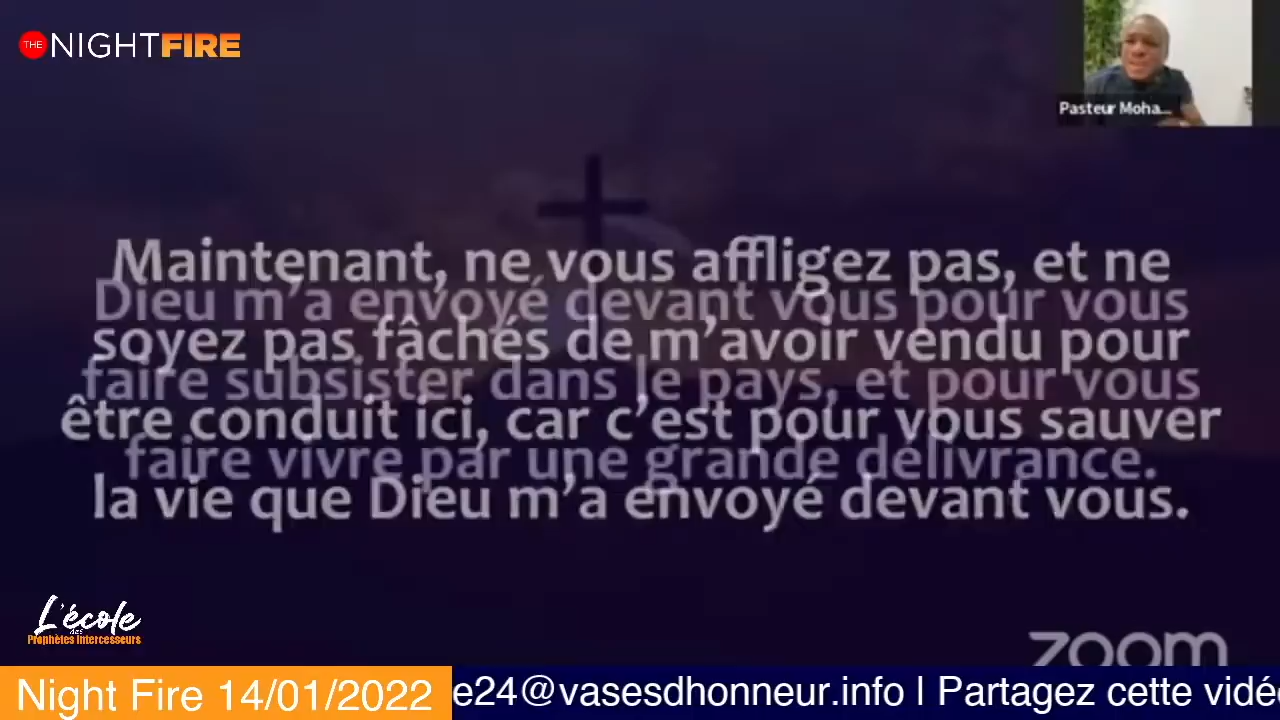 THE NIGHTFIRE
Pasteur Moha...
Maintenant, ne vous affligez pas, et ne
Dieu m'a envoyé devant vous pour vous
soyez pas fâchés de m'avoir vendu pour
faire subsister dans le pays, et pour vous
être conduit ici, car c'est pour vous sauver
faire vivre par une grande délivrance.
la vie que Dieu m'a envoyé devant vous.
L'école
des
Prophètes Intercesseurs
zoom
Night Fire 14/01/2022
e24@vasesdhonneur.info | Partagez cette vidé